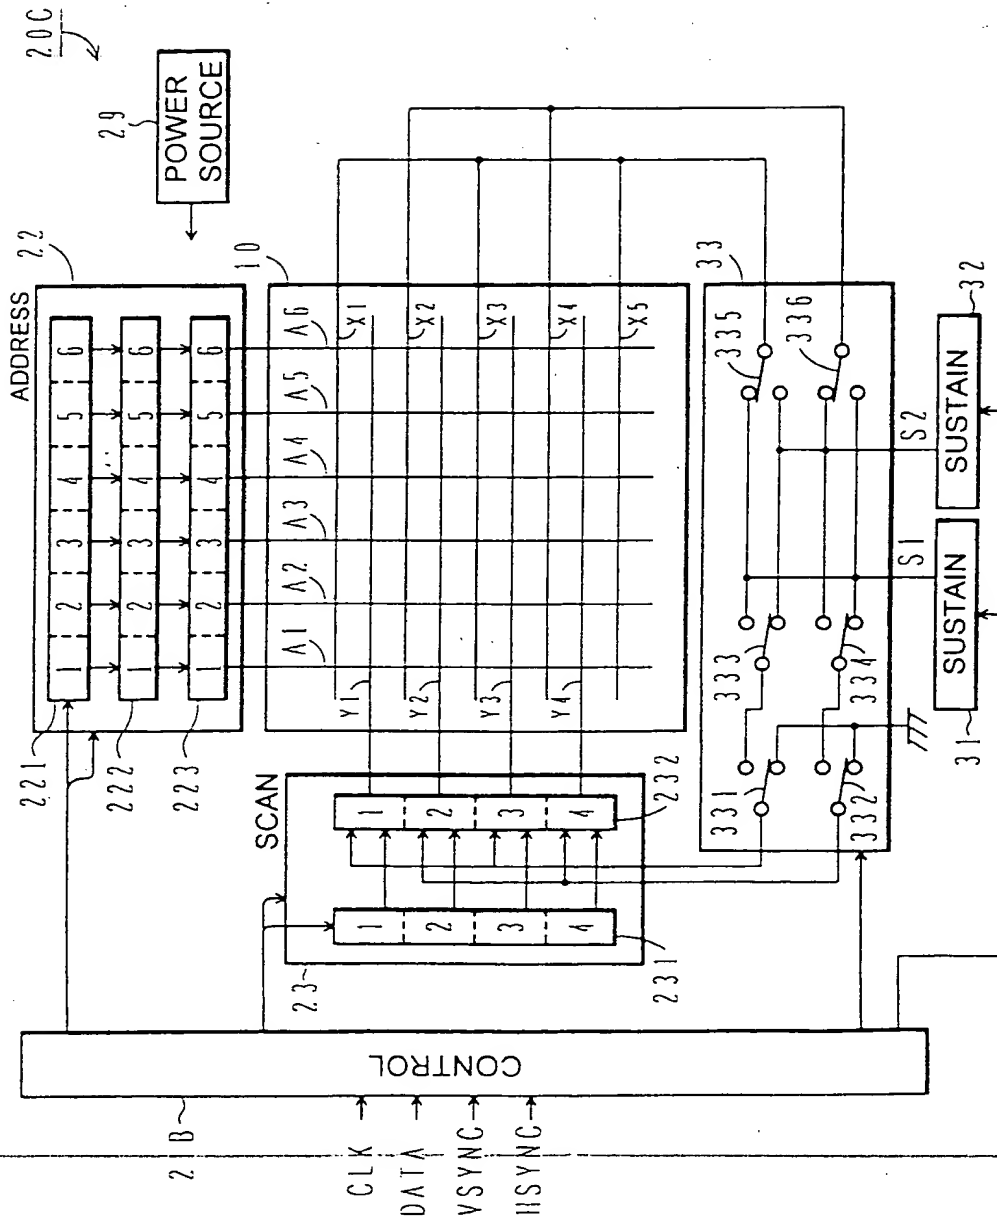 20C
29
POWER
SOURCE
ADDRESS
22
221
1 2 3 4 5 6
222
1 2 3 4 5 6
223
1 2 3 4 5 6
10
A1 A2 A3 A4 A5 A6
X1
Y1
X2
Y2
X3
Y3
X4
Y4
X5
SCAN
23
231
1
2
3
4
232
1
2
3
4
33
331
332
333
334
335
336
S1
S2
31
SUSTAIN
32
SUSTAIN
CONTROL
2 B
CLK
DATA
VSYNC
HSYNC